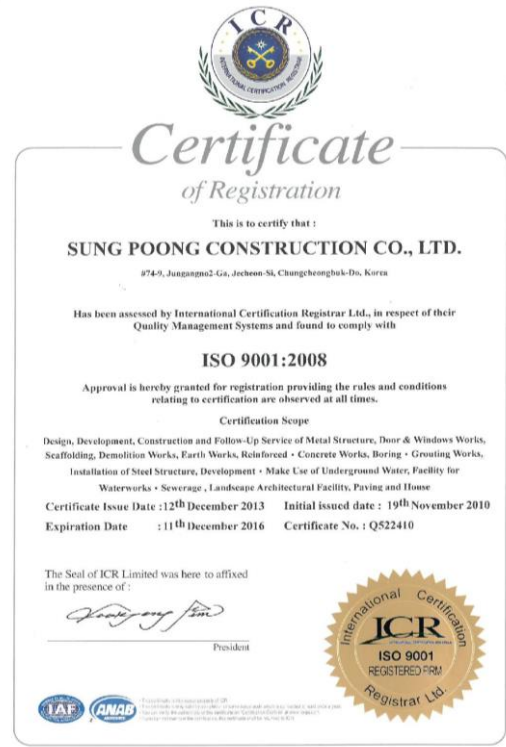 ICR
INTERNATIONAL CERTIFICATION REGISTRAR
Certificate
of Registration
This is to certify that :
SUNG POONG CONSTRUCTION CO., LTD.
#74-9, Jungangno2-Ga, Jecheon-Si, Chungcheongbuk-Do, Korea
Has been assessed by International Certification Registrar Ltd., in respect of their
Quality Management Systems and found to comply with
ISO 9001:2008
Approval is hereby granted for registration providing the rules and conditions
relating to certification are observed at all times.
Certification Scope
Design, Development, Construction and Follow-Up Service of Metal Structure, Door & Windows Works,
Scaffolding, Demolition Works, Earth Works, Reinforced · Concrete Works, Boring · Grouting Works,
Installation of Steel Structure, Development · Make Use of Underground Water, Facility for
Waterworks · Sewerage , Landscape Architectural Facility, Paving and House
Certificate Issue Date :12th December 2013 Initial issued date : 19th November 2010
Expiration Date :11th December 2016 Certificate No. : Q522410
The Seal of ICR Limited was here to affixed
in the presence of :
President
International Certification
ICR
ISO 9001
REGISTERED FIRM
Registrar Ltd.
IAF
ANAB